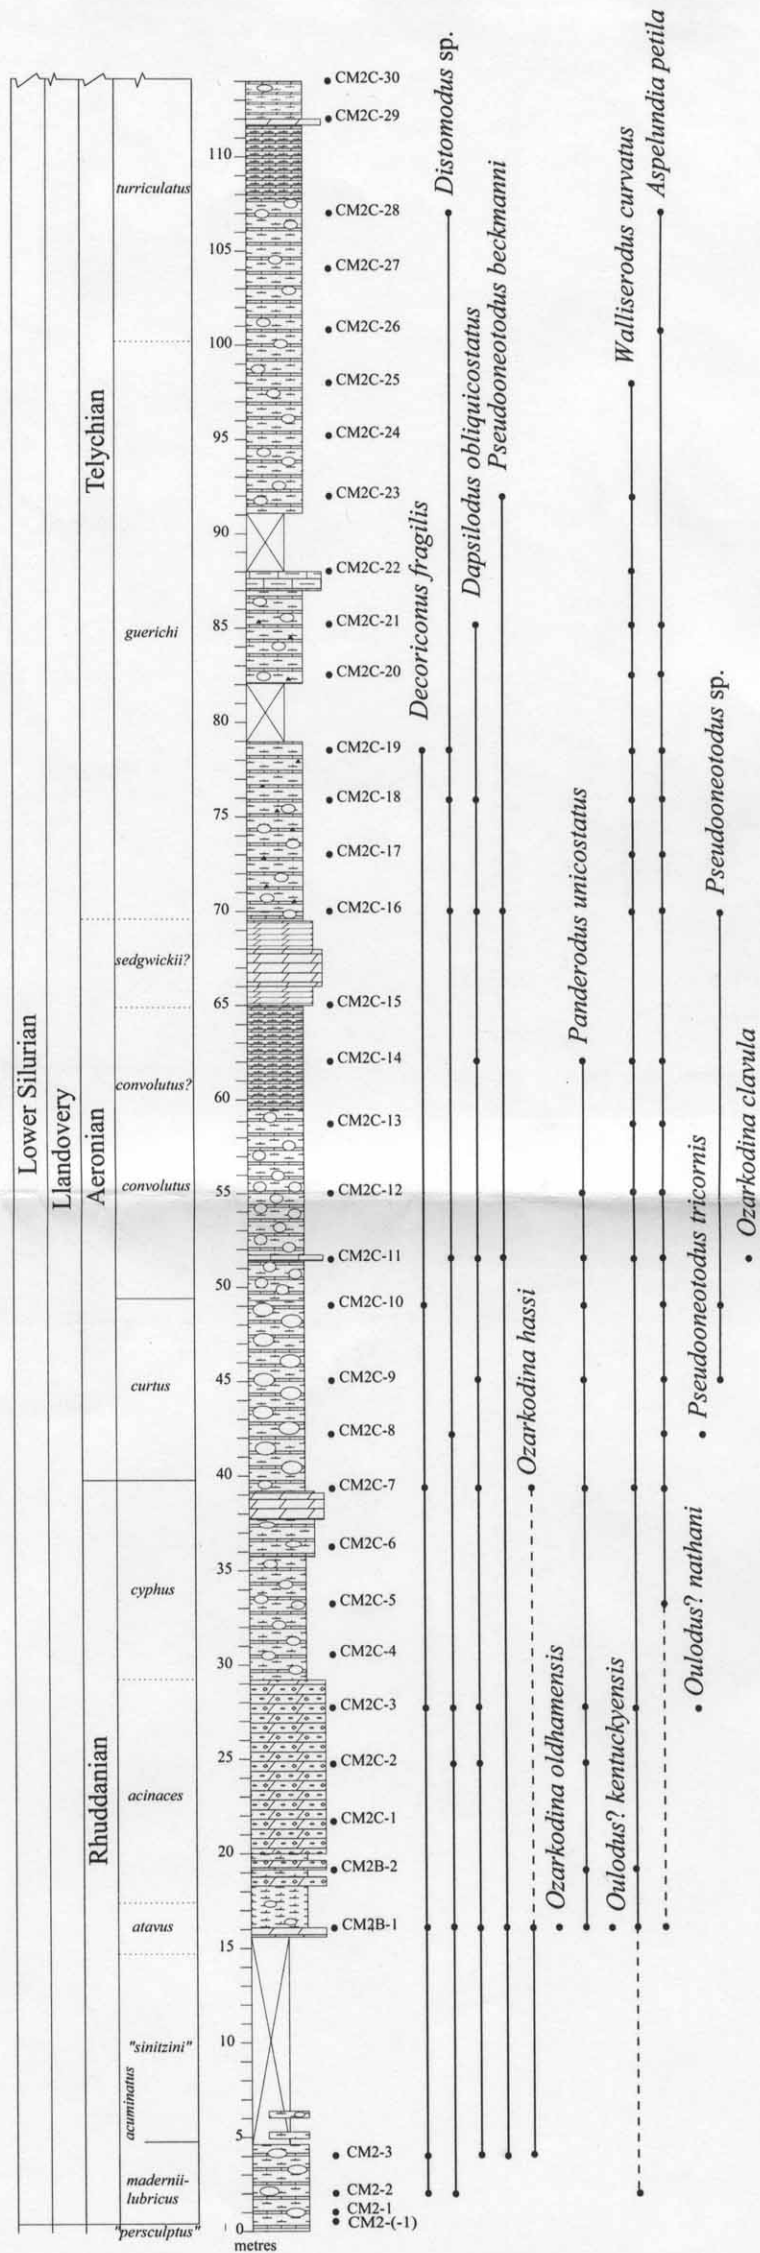 Lower Silurian
Llandovery
Telychian
Aeronian
Rhuddanian
turriculatus
guerichi
sedgwickii?
convolutus?
convolutus
curtus
cyphus
acinaces
atavus
"sinitzini"
acuminatus
madernii-
lubricus
"persculptus"
110
105
100
95
90
85
80
75
70
65
60
55
50
45
40
35
30
25
20
15
10
5
0
metres
CM2C-30
CM2C-29
CM2C-28
CM2C-27
CM2C-26
CM2C-25
CM2C-24
CM2C-23
CM2C-22
CM2C-21
CM2C-20
CM2C-19
CM2C-18
CM2C-17
CM2C-16
CM2C-15
CM2C-14
CM2C-13
CM2C-12
CM2C-11
CM2C-10
CM2C-9
CM2C-8
CM2C-7
CM2C-6
CM2C-5
CM2C-4
CM2C-3
CM2C-2
CM2C-1
CM2B-2
CM2B-1
CM2-3
CM2-2
CM2-1
CM2-(-1)
Decoriconus fragilis
Distomodus sp.
Dapsilodus obliquicostatus
Pseudooneotodus beckmanni
Ozarkodina hassi
Ozarkodina oldhamensis
Panderodus unicostatus
Oulodus? kentuckyensis
Walliserodus curvatus
Aspelundia petila
Oulodus? nathani
Pseudooneotodus tricornis
Pseudooneotodus sp.
Ozarkodina clavula